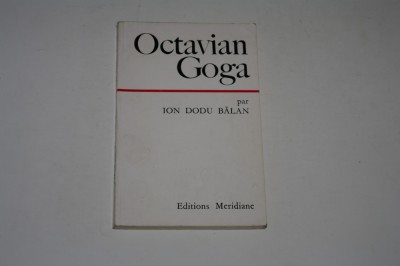 Octavian
Goga
par
ION DODU BĂLAN
Editions Meridiane